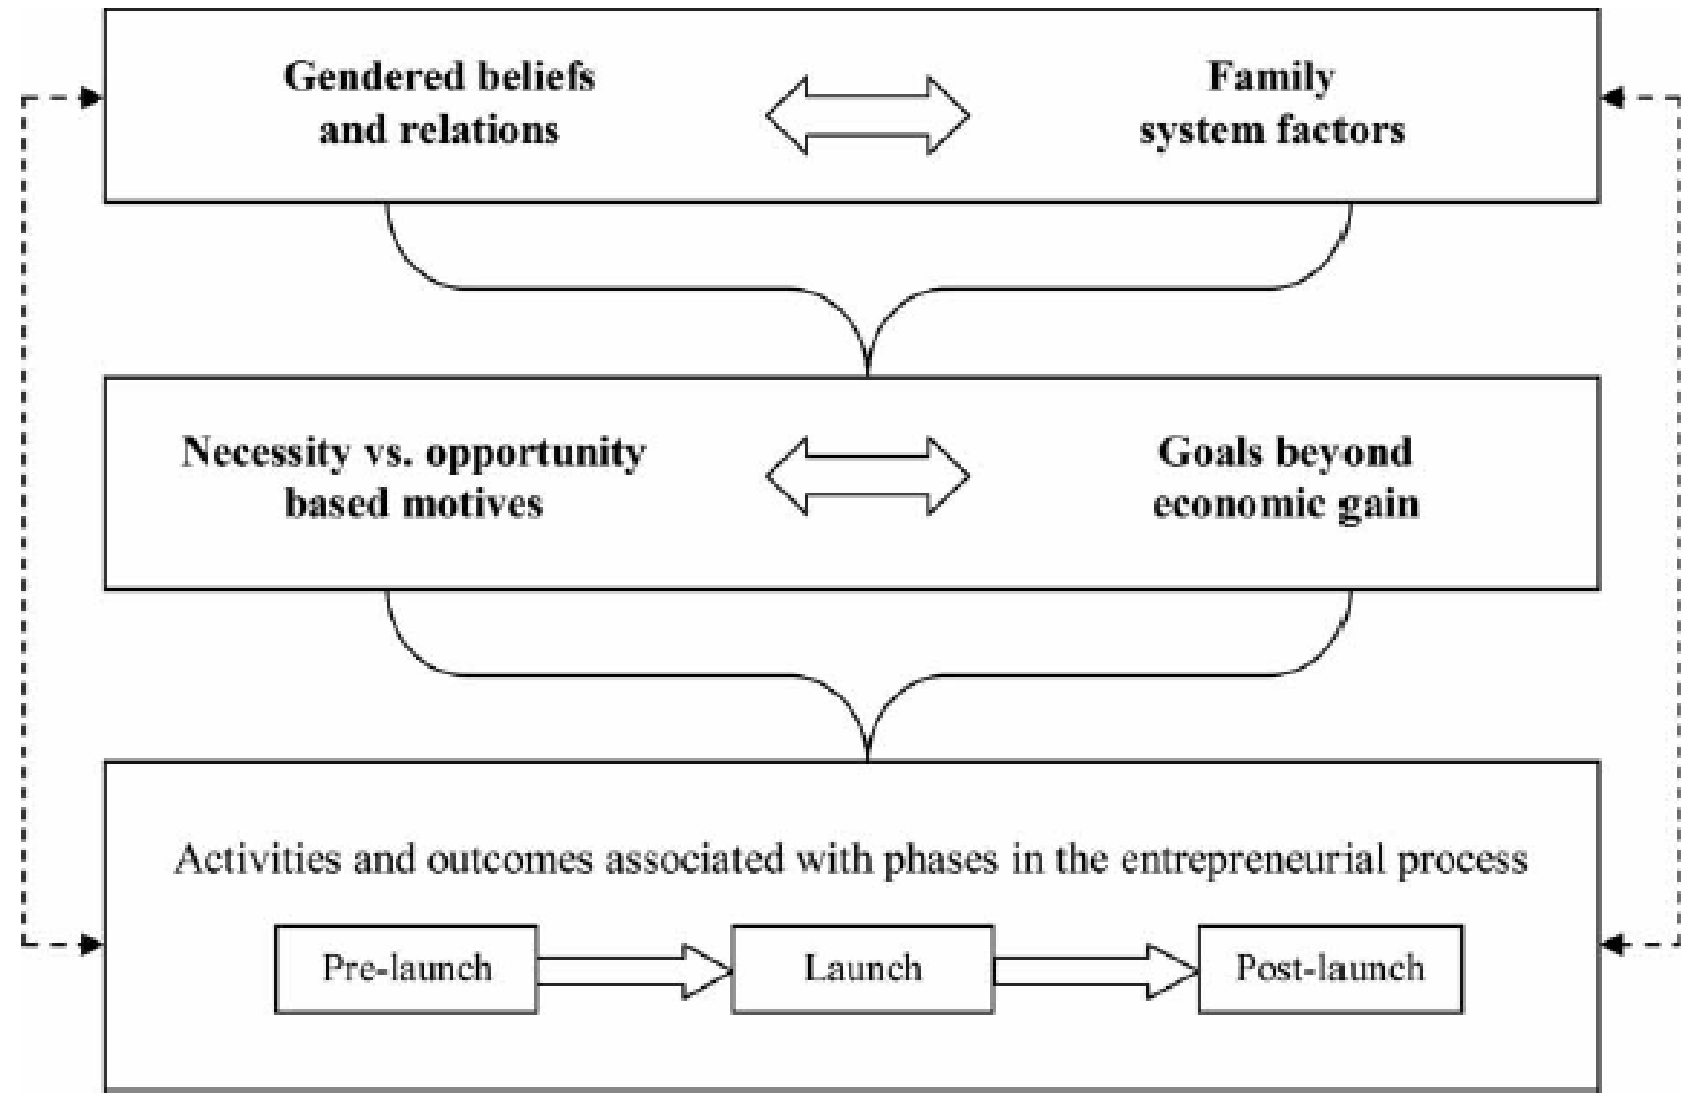 Gendered beliefs
and relations
Family
system factors
Necessity vs. opportunity
based motives
Goals beyond
economic gain
Activities and outcomes associated with phases in the entrepreneurial process
Pre-launch
Launch
Post-launch